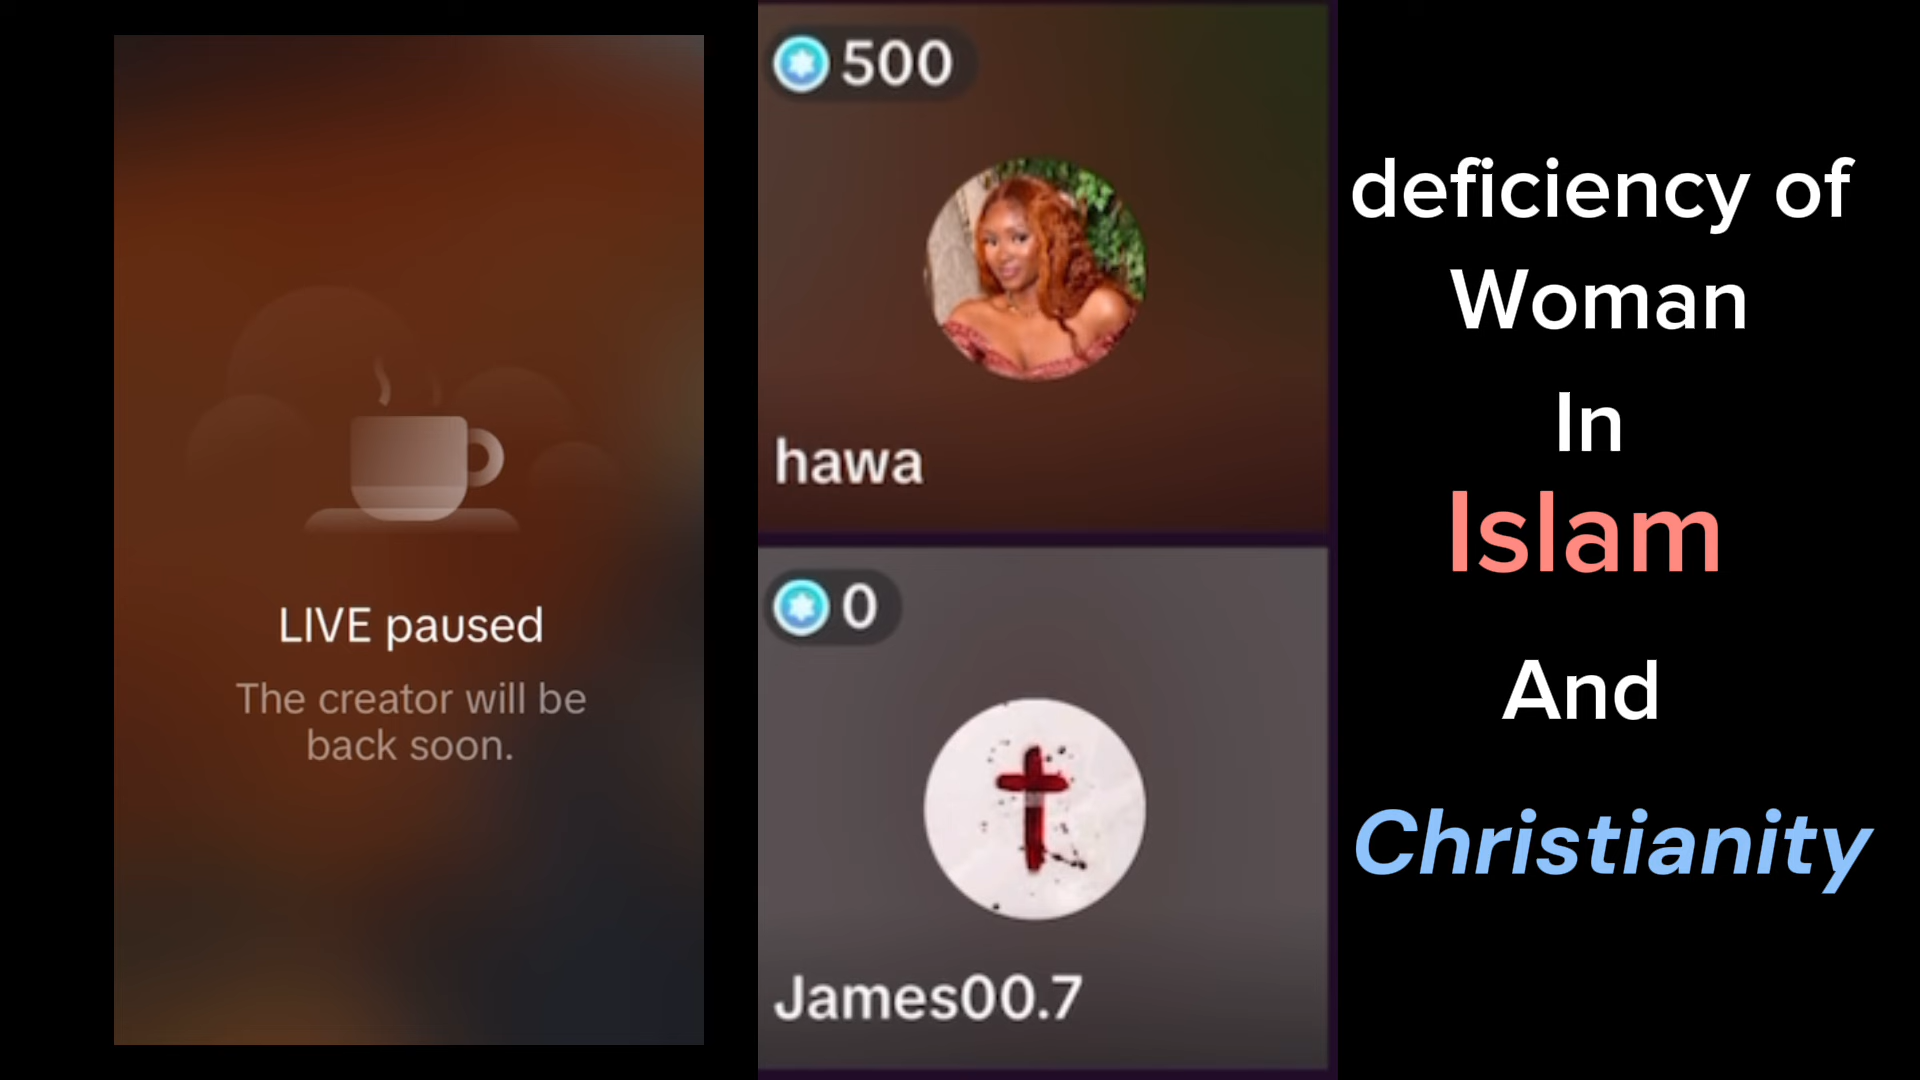 LIVE paused
The creator will be
back soon.
500
hawa
0
James00.7
deficiency of
Woman
In
Islam
And
Christianity